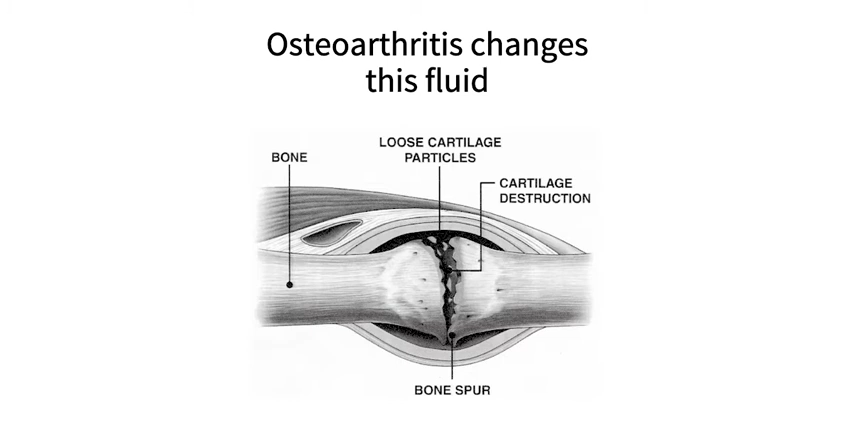 Osteoarthritis changes
this fluid
LOOSE CARTILAGE
PARTICLES
BONE
CARTILAGE
DESTRUCTION
BONE SPUR